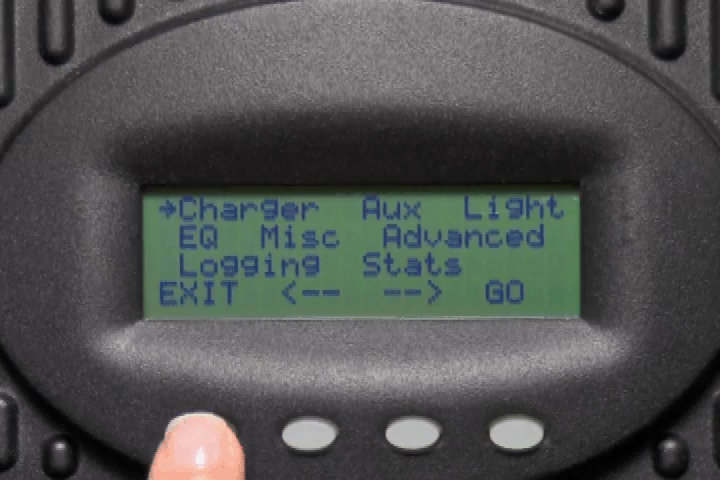 →Charger Aux Light
EQ Misc Advanced
Logging Stats
EXIT <-- --> GO